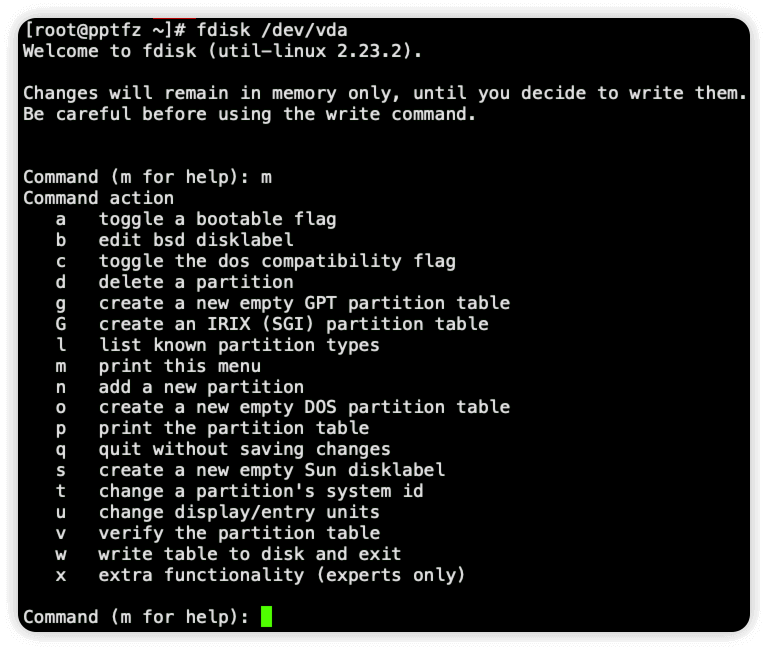 [root@pptfz ~]# fdisk /dev/vda
Welcome to fdisk (util-linux 2.23.2).
Changes will remain in memory only, until you decide to write them.
Be careful before using the write command.
Command (m for help): m
Command action
a   toggle a bootable flag
b   edit bsd disklabel
c   toggle the dos compatibility flag
d   delete a partition
g   create a new empty GPT partition table
G   create an IRIX (SGI) partition table
l   list known partition types
m   print this menu
n   add a new partition
o   create a new empty DOS partition table
p   print the partition table
q   quit without saving changes
s   create a new empty Sun disklabel
t   change a partition's system id
u   change display/entry units
v   verify the partition table
w   write table to disk and exit
x   extra functionality (experts only)
Command (m for help):